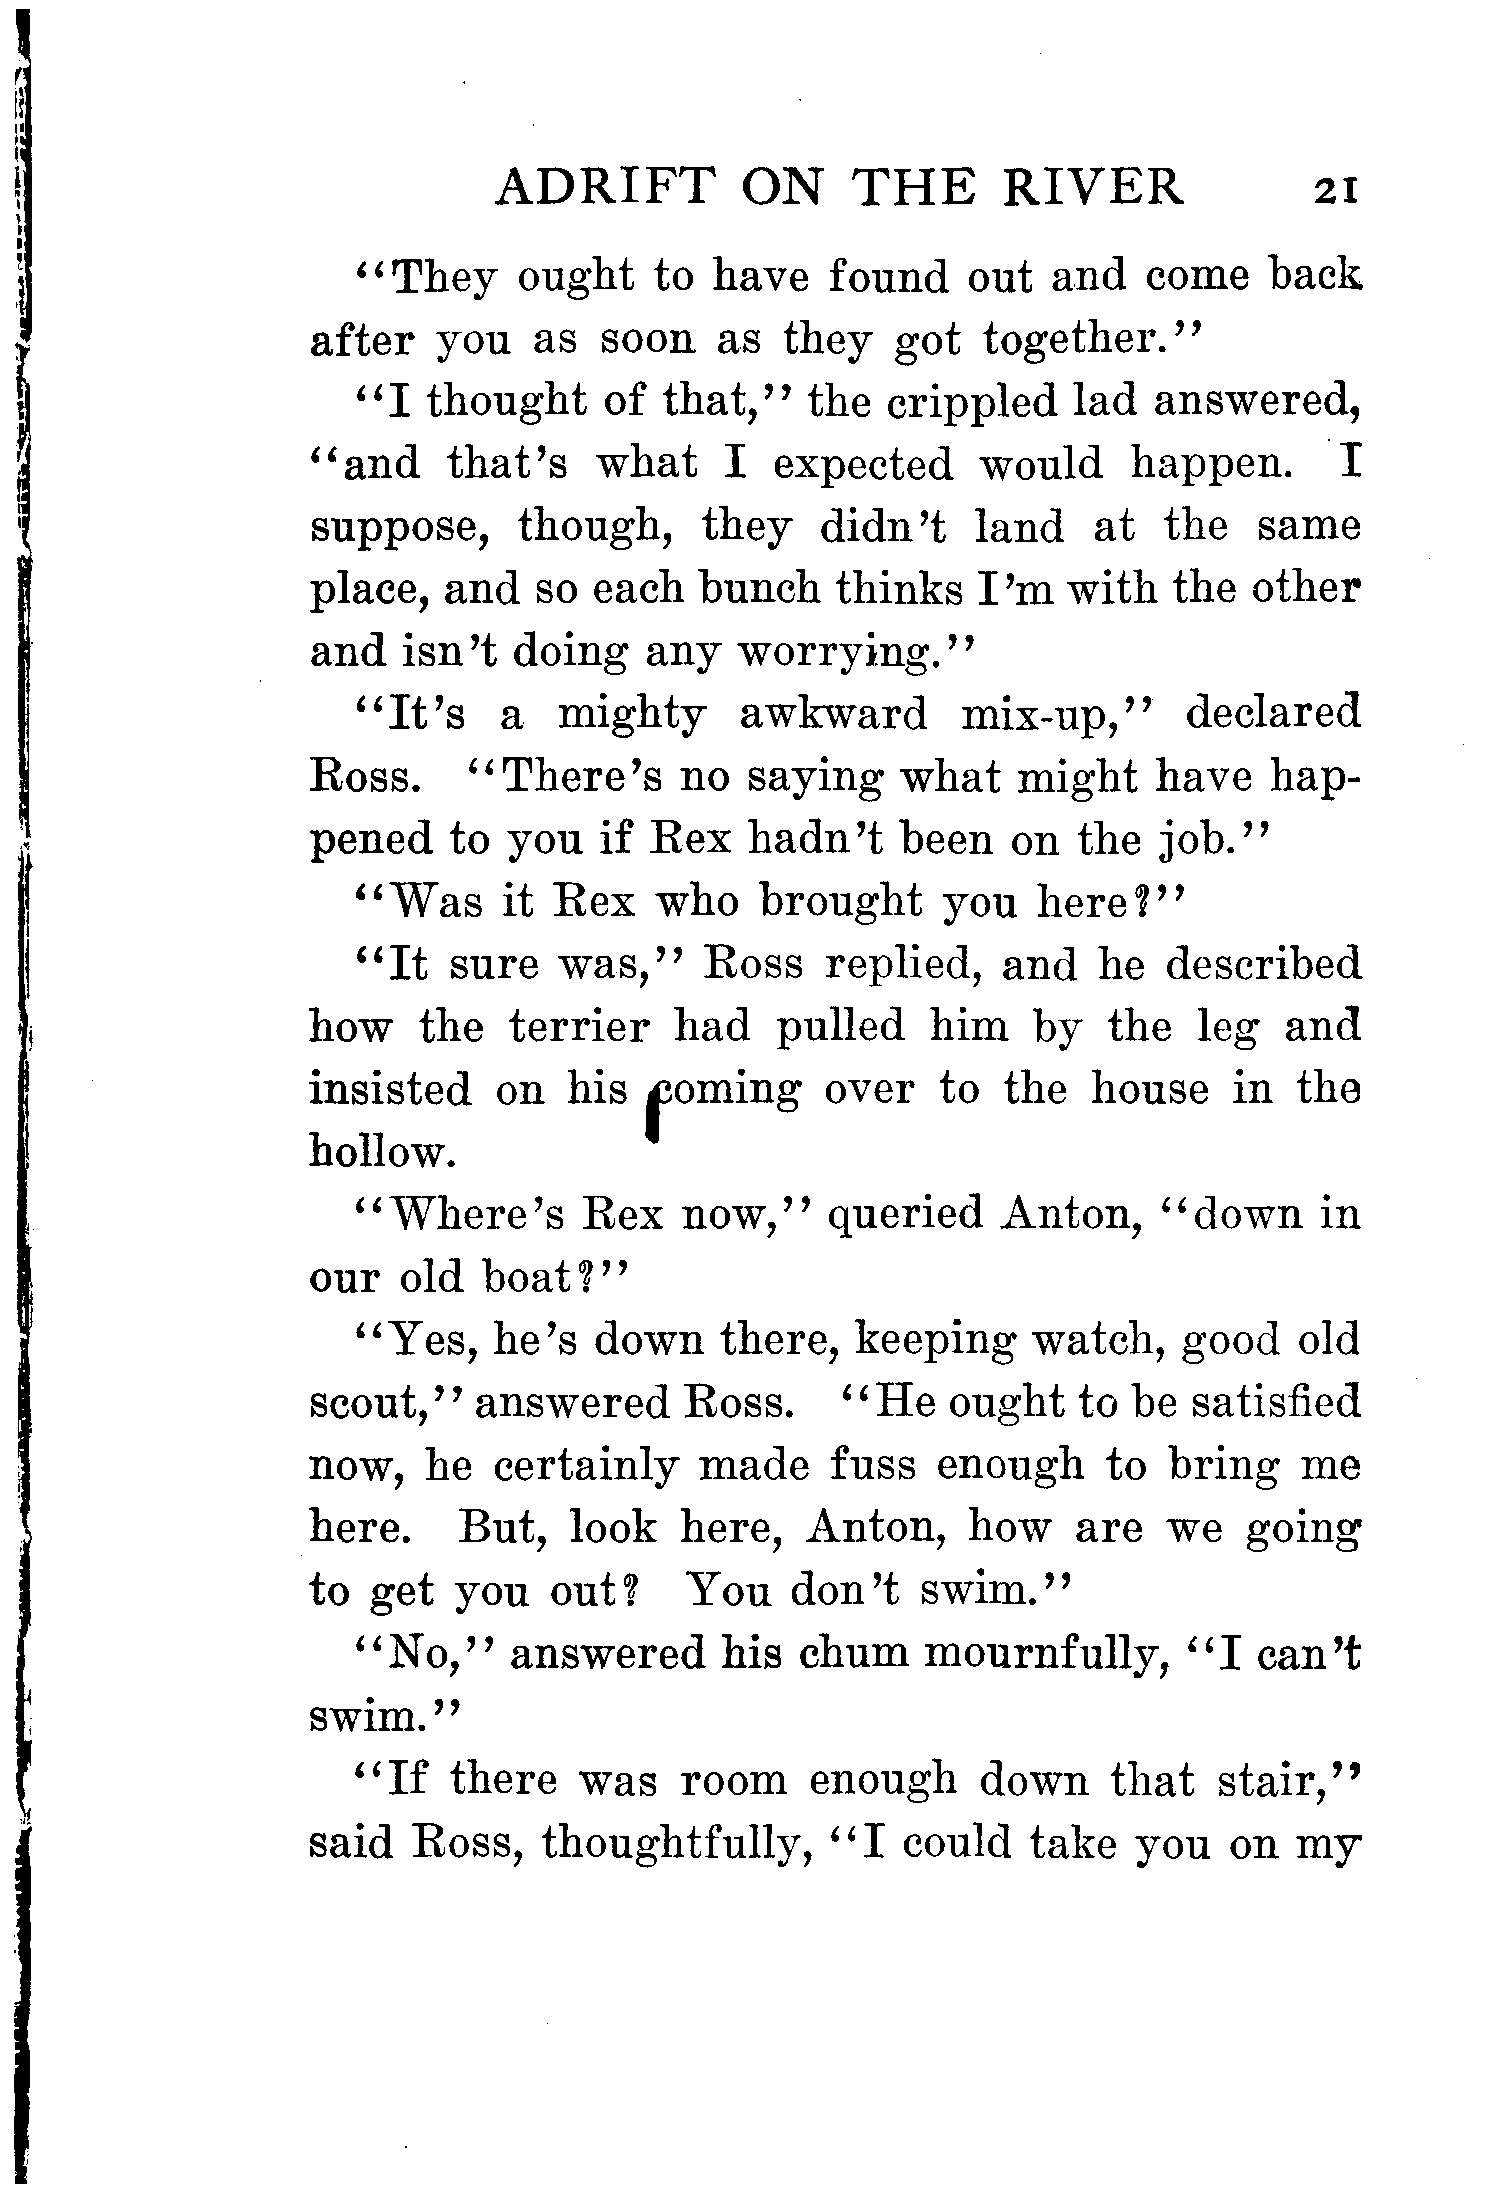 ADRIFT ON THE RIVER 21
"They ought to have found out and come back
after you as soon as they got together."
"I thought of that," the crippled lad answered,
"and that's what I expected would happen. I
suppose, though, they didn't land at the same
place, and so each bunch thinks I'm with the other
and isn't doing any worrying."
"It's a mighty awkward mix-up," declared
Ross. "There's no saying what might have hap-
pened to you if Rex hadn't been on the job."
"Was it Rex who brought you here?"
"It sure was," Ross replied, and he described
how the terrier had pulled him by the leg and
insisted on his coming over to the house in the
hollow.
"Where's Rex now," queried Anton, "down in
our old boat?"
"Yes, he's down there, keeping watch, good old
scout," answered Ross. "He ought to be satisfied
now, he certainly made fuss enough to bring me
here. But, look here, Anton, how are we going
to get you out? You don't swim."
"No," answered his chum mournfully, "I can't
swim."
"If there was room enough down that stair,"
said Ross, thoughtfully, "I could take you on my